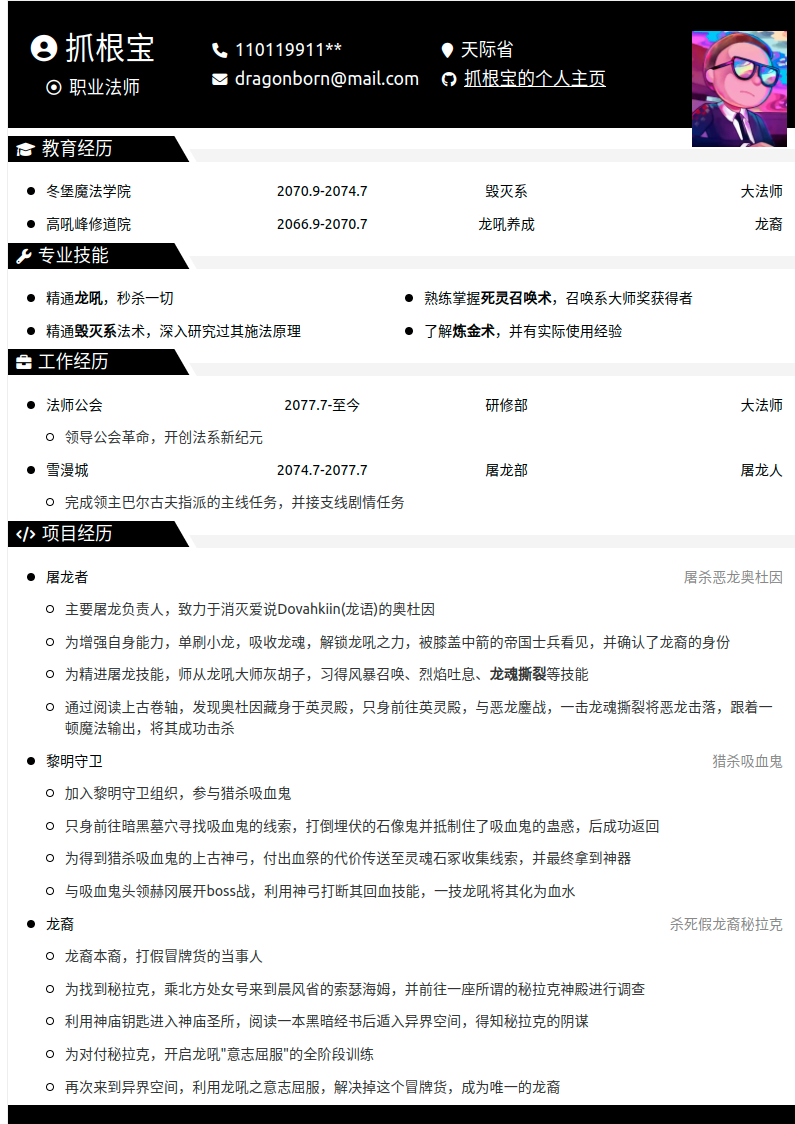 抓根宝
职业法师
110119911**
dragonborn@mail.com
天际省
抓根宝的个人主页
教育经历
冬堡魔法学院 2070.9-2074.7 毁灭系 大法师
高吼峰修道院 2066.9-2070.7 龙吼养成 龙裔
专业技能
精通龙吼，秒杀一切 熟练掌握死灵召唤术，召唤系大师奖获得者
精通毁灭系法术，深入研究过其施法原理 了解炼金术，并有实际使用经验
工作经历
法师公会 2077.7-至今 研修部 大法师
领导公会革命，开创法系新纪元
雪漫城 2074.7-2077.7 屠龙部 屠龙人
完成领主巴尔古夫指派的主线任务，并接支线剧情任务
项目经历
屠龙者 屠杀恶龙奥杜因
主要屠龙负责人，致力于消灭爱说Dovahkiin(龙语)的奥杜因
为增强自身能力，单刷小龙，吸收龙魂，解锁龙吼之力，被膝盖中箭的帝国士兵看见，并确认了龙裔的身份
为精进屠龙技能，师从龙吼大师灰胡子，习得风暴召唤、烈焰吐息、龙魂撕裂等技能
通过阅读上古卷轴，发现奥杜因藏身于英灵殿，只身前往英灵殿，与恶龙鏖战，一击龙魂撕裂将恶龙击落，跟着一
顿魔法输出，将其成功击杀
黎明守卫 猎杀吸血鬼
加入黎明守卫组织，参与猎杀吸血鬼
只身前往暗黑墓穴寻找吸血鬼的线索，打倒埋伏的石像鬼并抵制住了吸血鬼的蛊惑，后成功返回
为得到猎杀吸血鬼的上古神弓，付出血祭的代价传送至灵魂石冢收集线索，并最终拿到神器
与吸血鬼头领赫冈展开boss战，利用神弓打断其回血技能，一技龙吼将其化为血水
龙裔 杀死假龙裔秘拉克
龙裔本裔，打假冒牌货的当事人
为找到秘拉克，乘北方处女号来到晨风省的索瑟海姆，并前往一座所谓的秘拉克神殿进行调查
利用神庙钥匙进入神庙圣所，阅读一本黑暗经书后遁入异界空间，得知秘拉克的阴谋
为对付秘拉克，开启龙吼"意志屈服"的全阶段训练
再次来到异界空间，利用龙吼之意志屈服，解决掉这个冒牌货，成为唯一的龙裔